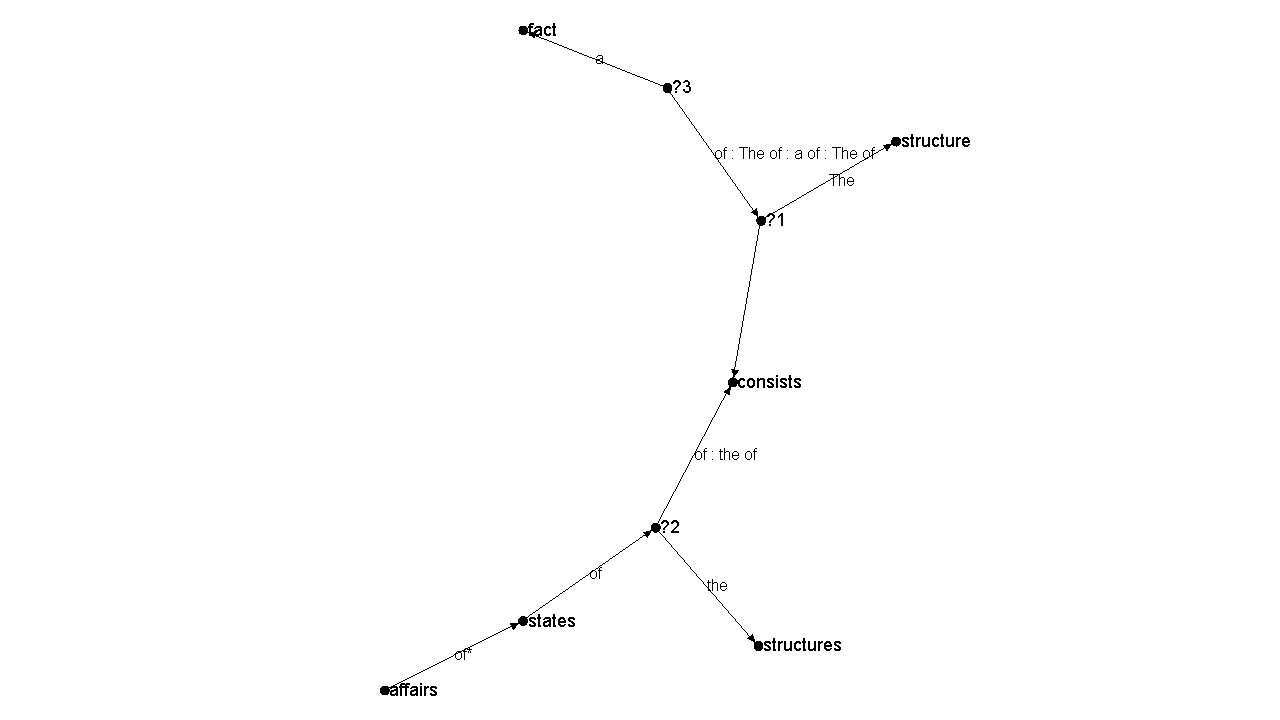 fact
a
?3
structure
of : The of : a of : The of
The
?1
consists
of : the of
?2
of
the
states
structures
of*
affairs